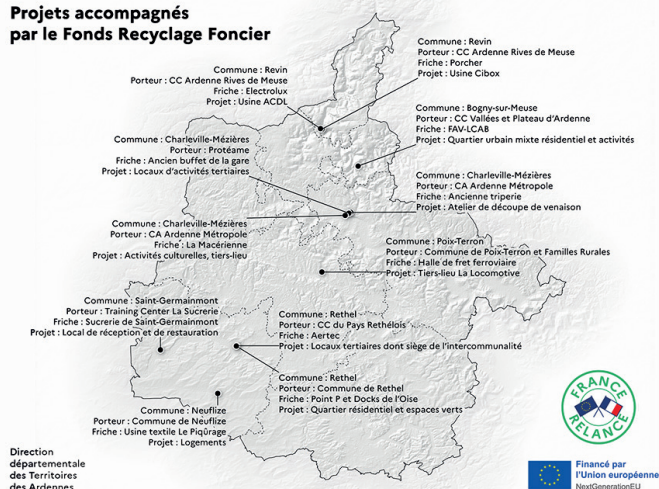 Projets accompagnés
par le Fonds Recyclage Foncier
Commune : Revin
Porteur : CC Ardenne Rives de Meuse
Friche : Electrolux
Projet : Usine ACDL
Commune : Revin
Porteur : CC Ardenne Rives de Meuse
Friche : Porcher
Projet : Usine Cibox
Commune : Bogny-sur-Meuse
Porteur : CC Vallées et Plateau d'Ardenne
Friche : FAV-LCAB
Projet : Quartier urbain mixte résidentiel et activités
Commune : Charleville-Mézières
Porteur : Protéame
Friche : Ancien buffet de la gare
Projet : Locaux d'activités tertiaires
Commune : Charleville-Mézières
Porteur : CA Ardenne Métropole
Friche : Ancienne triperie
Projet : Atelier de découpe de venaison
Commune : Charleville-Mézières
Porteur : CA Ardenne Métropole
Friche : La Macérienne
Projet : Activités culturelles, tiers-lieu
Commune : Poix-Terron
Porteur : Commune de Poix-Terron et Familles Rurales
Friche : Halle de fret ferroviaire
Projet : Tiers-lieu La Locomotive
Commune : Saint-Germainmont
Porteur : Training Center La Sucrerie
Friche : Sucrerie de Saint-Germainmont
Projet : Local de réception et de restauration
Commune : Rethel
Porteur : CC du Pays Rethélois
Friche : Aertec
Projet : Locaux tertiaires dont siège de l'intercommunalité
Commune : Rethel
Porteur : Commune de Rethel
Friche : Point P et Docks de l'Oise
Projet : Quartier résidentiel et espaces verts
Commune : Neuflize
Porteur : Commune de Neuflize
Friche : Usine textile Le Piqûrage
Projet : Logements
FRANCE
RELANCE
Direction
départementale
des Territoires
des Ardennes
Financé par
l'Union européenne
NextGenerationEU